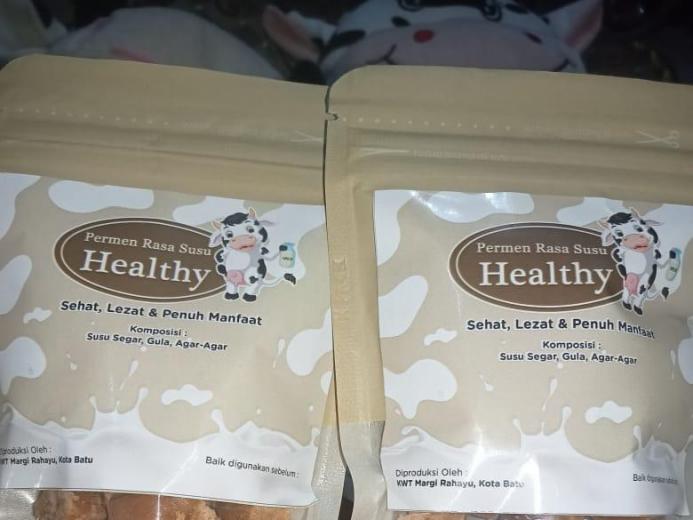 Permen Rasa Susu
Healthy
Sehat, Lezat & Penuh Manfaat
Komposisi :
Susu Segar, Gula, Agar-Agar
Diproduksi Oleh :
KWT Margi Rahayu, Kota Batu
Baik digunakan sebelum :
Permen Rasa Susu
Healthy
Sehat, Lezat & Penuh Manfaat
Komposisi :
Susu Segar, Gula, Agar-Agar
Diproduksi Oleh :
KWT Margi Rahayu, Kota Batu
Baik digunakan